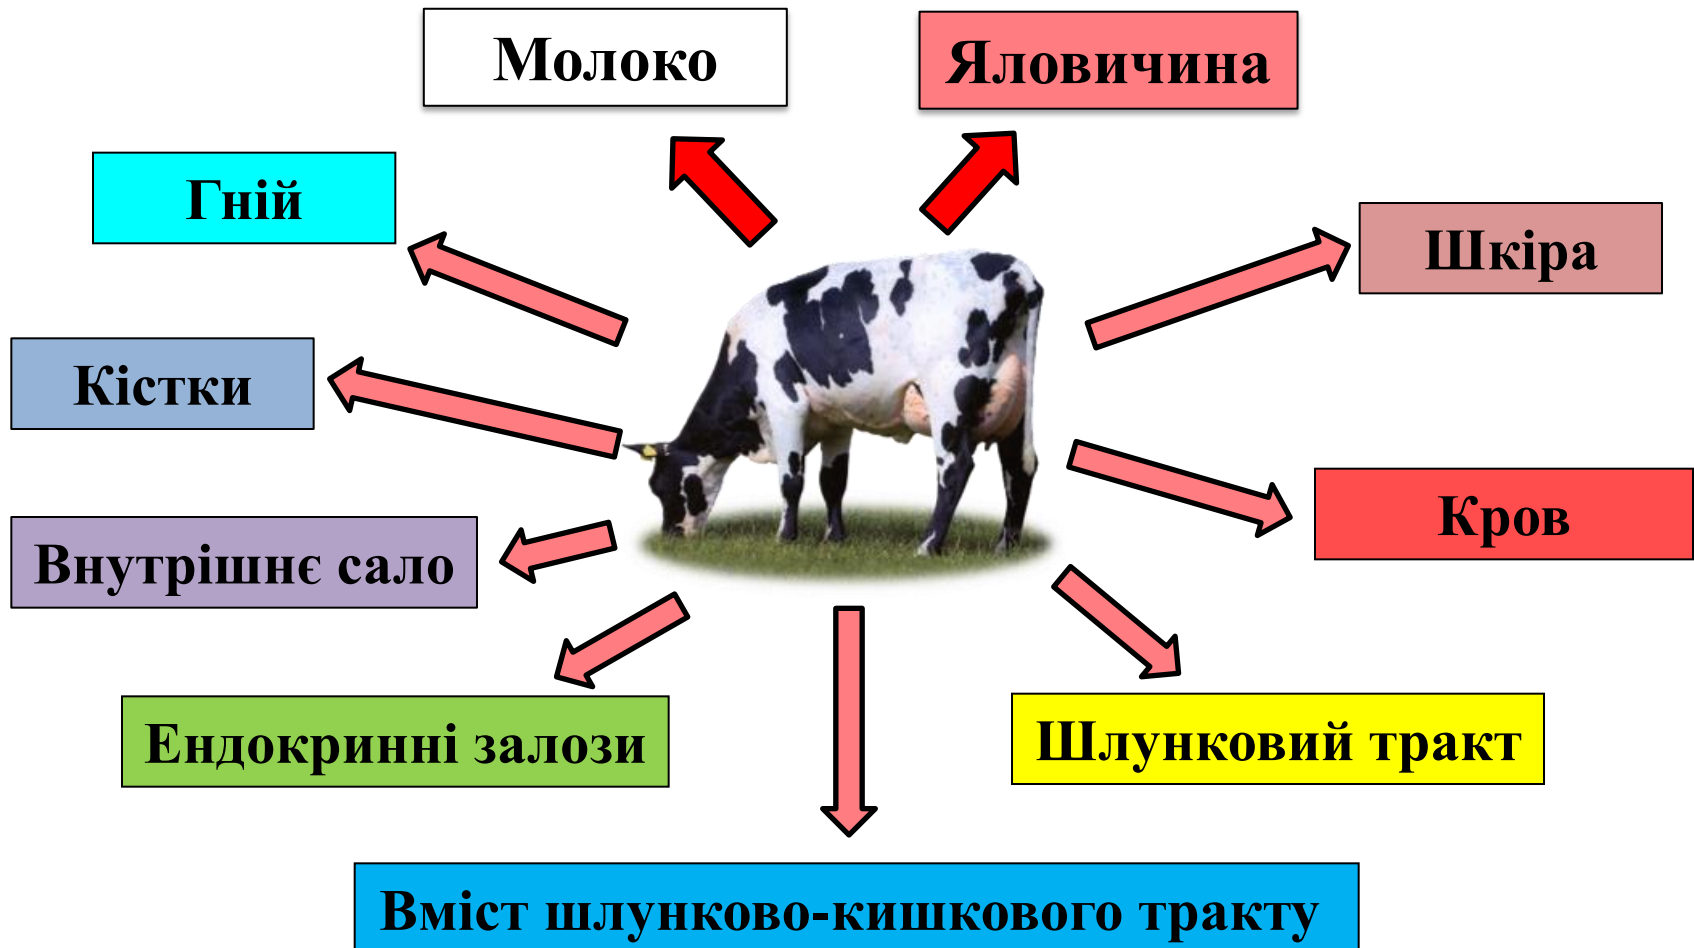 Молоко
Яловичина
Гній
Шкіра
Кістки
Кров
Внутрішнє сало
Ендокринні залози
Шлунковий тракт
Вміст шлунково-кишкового тракту